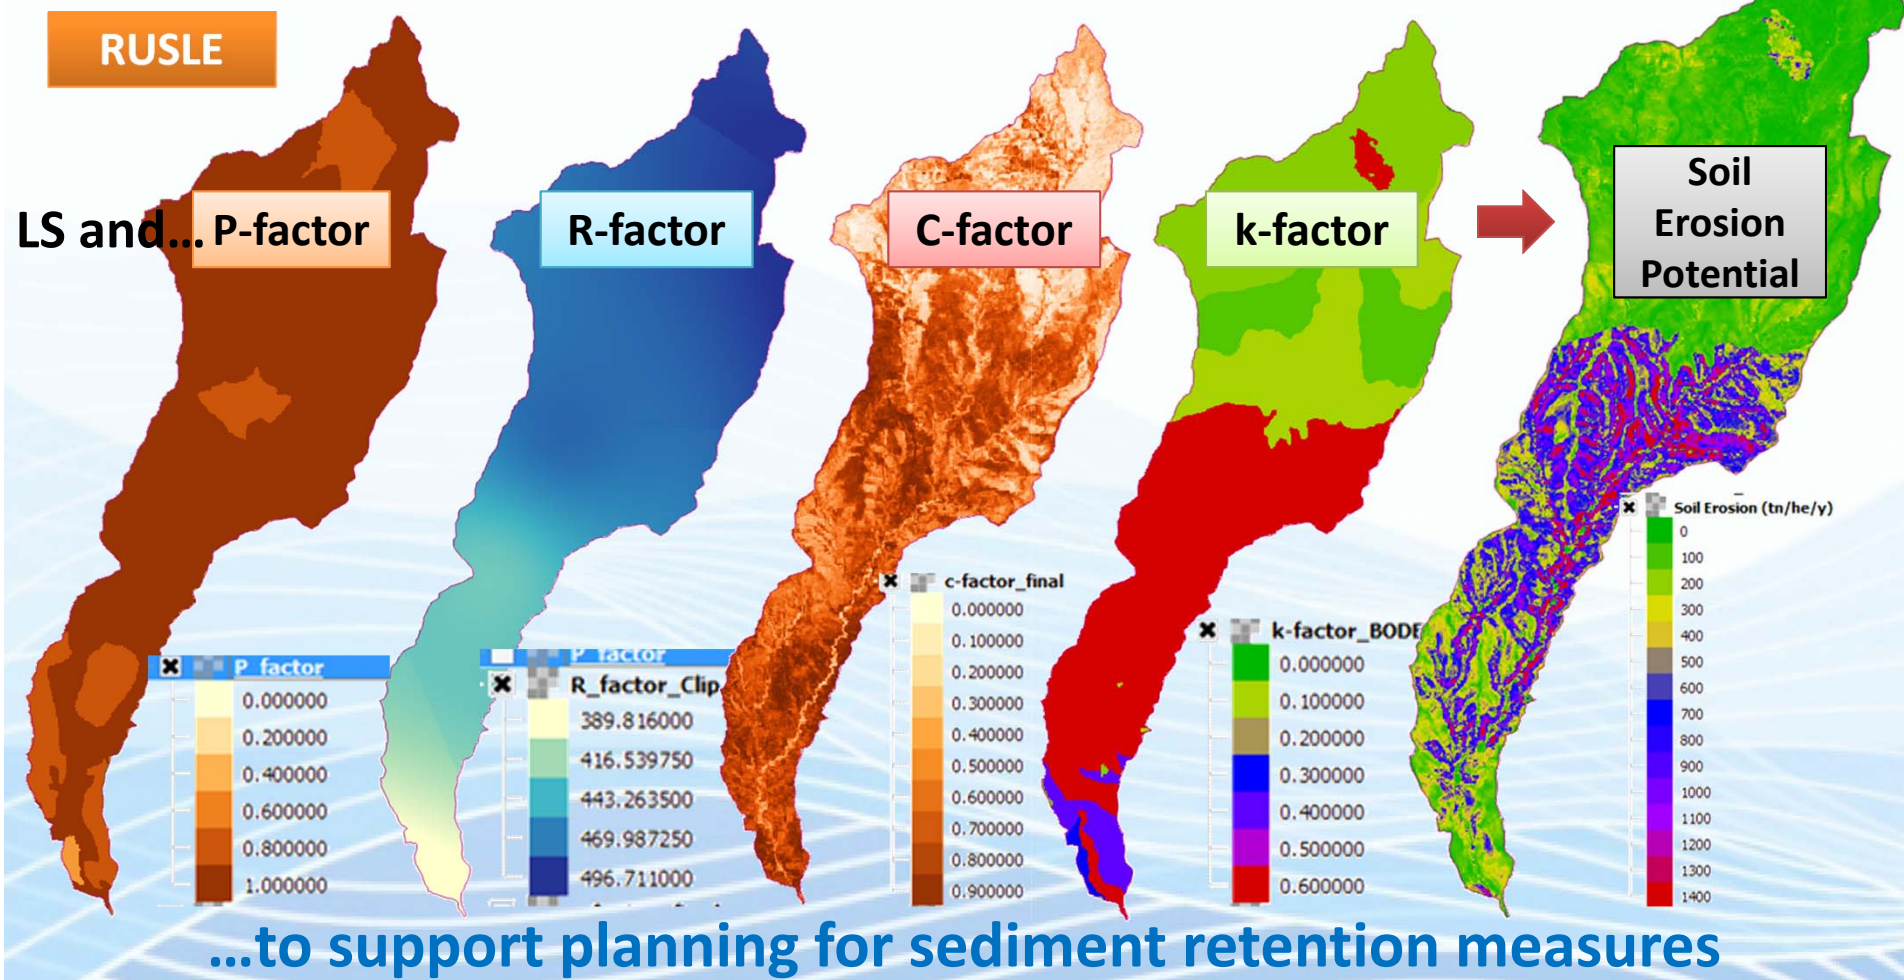 RUSLE
LS and...
P-factor
R-factor
C-factor
k-factor
Soil
Erosion
Potential
P_factor
0.000000
0.200000
0.400000
0.600000
0.800000
1.000000
P_factor
R_factor_Clip
389.816000
416.539750
443.263500
469.987250
496.711000
c-factor_final
0.000000
0.100000
0.200000
0.300000
0.400000
0.500000
0.600000
0.700000
0.800000
0.900000
k-factor_BODE
0.000000
0.100000
0.200000
0.300000
0.400000
0.500000
0.600000
Soil Erosion (tn/he/y)
0
100
200
300
400
500
600
700
800
900
1000
1100
1200
1300
1400
...to support planning for sediment retention measures